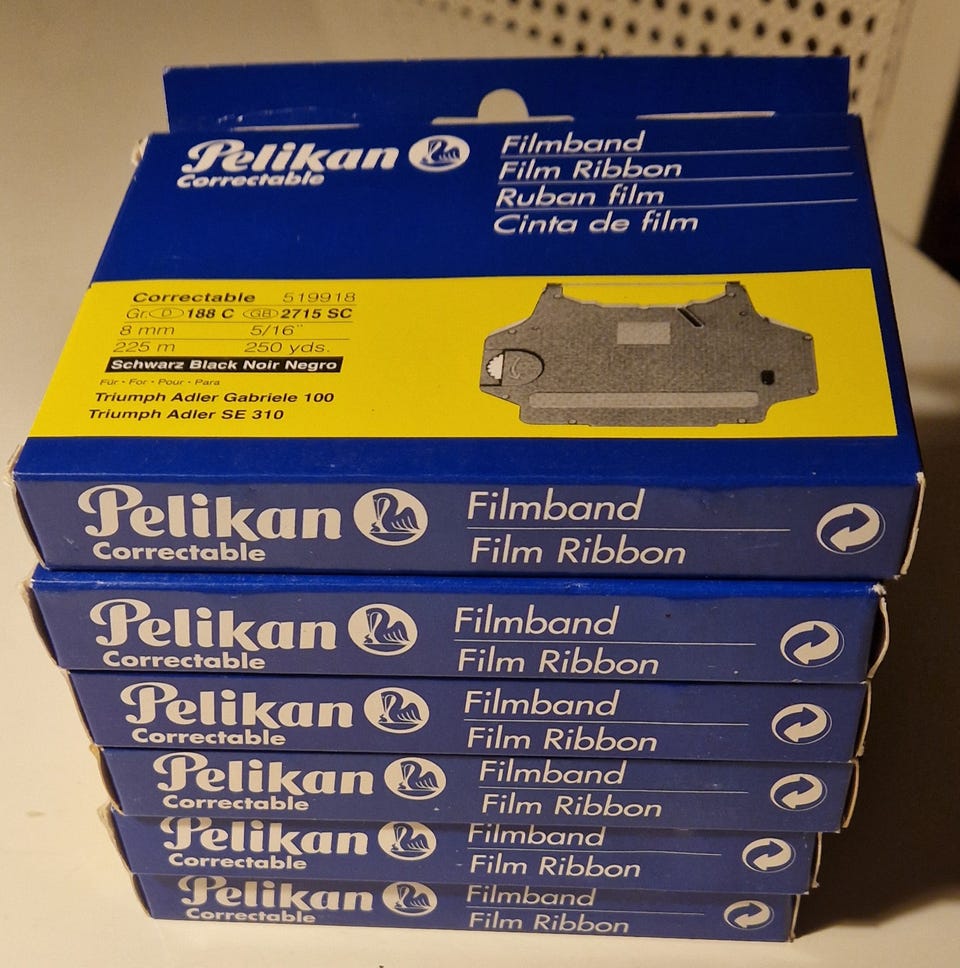 Pelikan
Correctable
Filmband
Film Ribbon
Ruban film
Cinta de film
Correctable 519918
Gr. D 188 C GB 2715 SC
8 mm 5/16"
225 m 250 yds.
Schwarz Black Noir Negro
Für · For · Pour · Para
Triumph Adler Gabriele 100
Triumph Adler SE 310
Pelikan
Correctable
Filmband
Film Ribbon
Pelikan
Correctable
Filmband
Film Ribbon
Pelikan
Correctable
Filmband
Film Ribbon
Pelikan
Correctable
Filmband
Film Ribbon
Pelikan
Correctable
Filmband
Film Ribbon
Pelikan
Correctable
Filmband
Film Ribbon